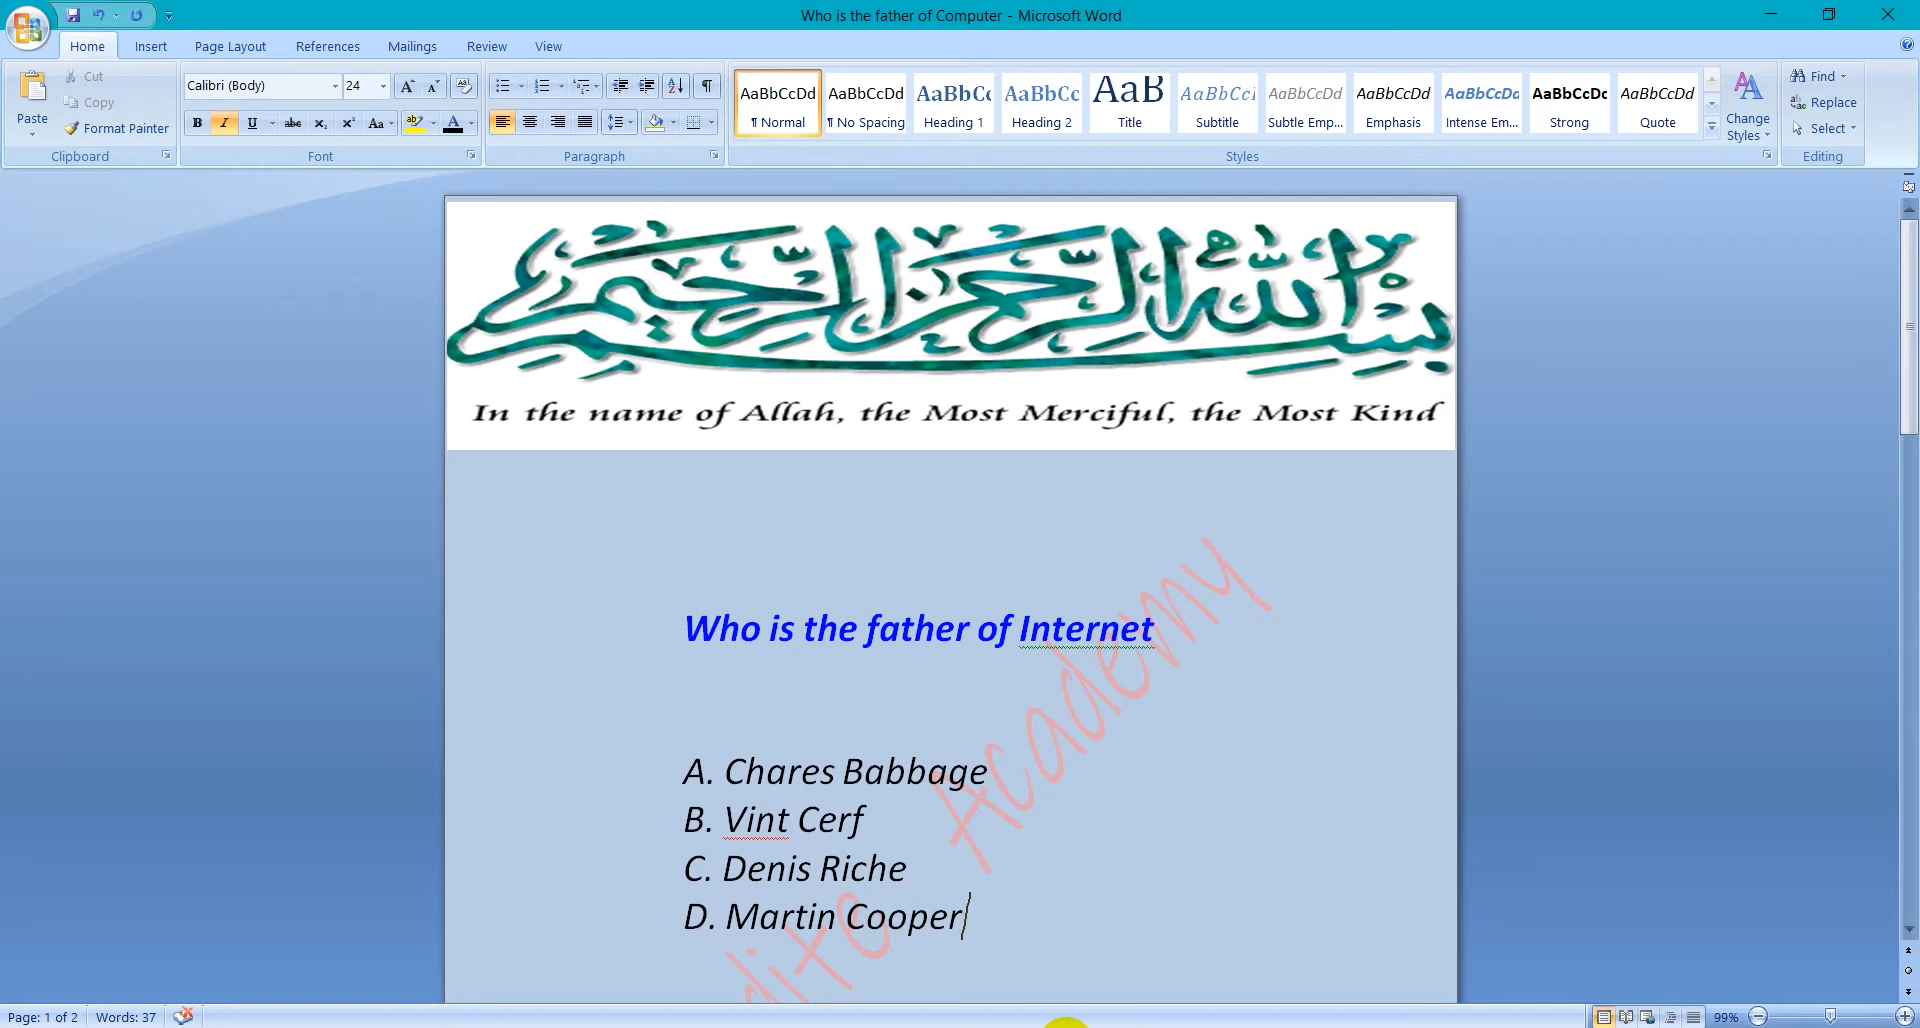 Who is the father of Computer - Microsoft Word
Home Insert Page Layout References Mailings Review View
Paste
Cut
Copy
Format Painter
Clipboard
Calibri (Body) 24
Font
Paragraph
AaBbCcDd AaBbCcDd AaBbCc AaBbCc AaB AaBbCcI AaBbCcDd AaBbCcDd AaBbCcDd AaBbCcDc AaBbCcDd
¶ Normal ¶ No Spacing Heading 1 Heading 2 Title Subtitle Subtle Emp... Emphasis Intense Em... Strong Quote
Styles
Change Styles
Find
Replace
Select
Editing
بسم الله الرحمن الرحيم
In the name of Allah, the Most Merciful, the Most Kind
Who is the father of Internet
A. Chares Babbage
B. Vint Cerf
C. Denis Riche
D. Martin Cooper
Academy
Page: 1 of 2 Words: 37
99%